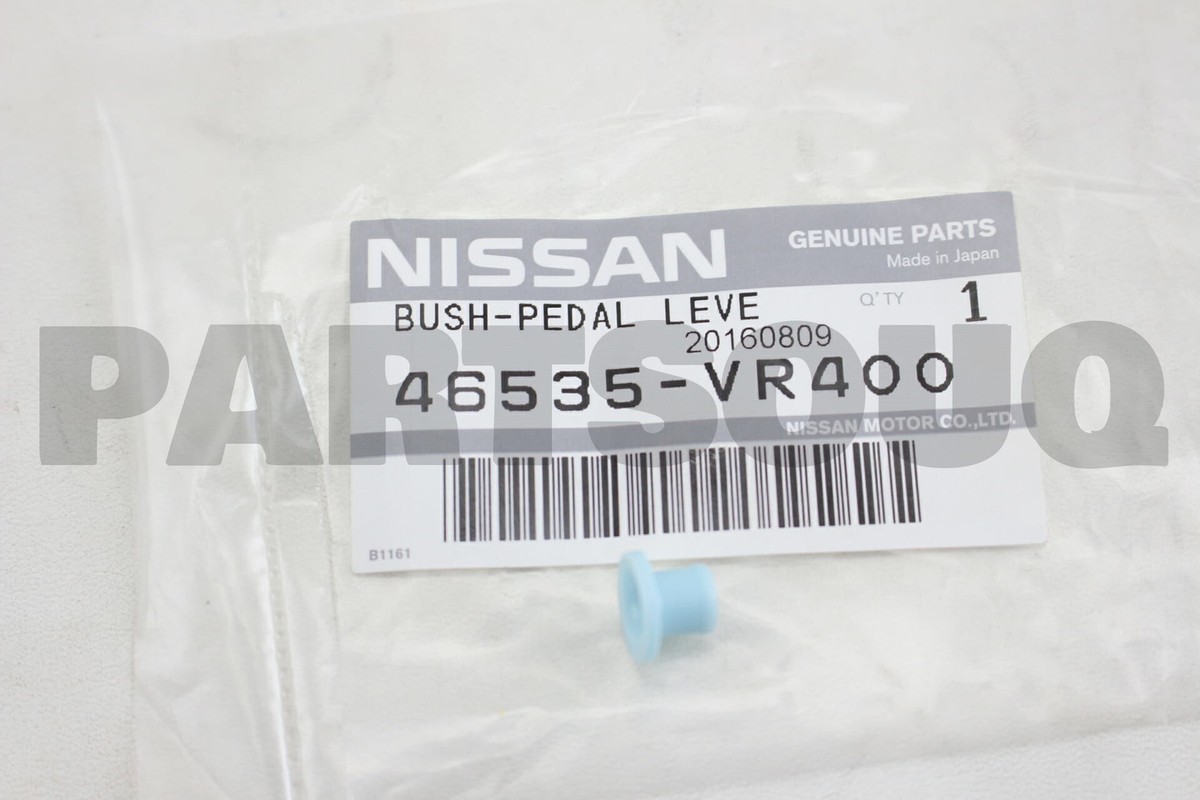 NISSAN
GENUINE PARTS
Made in Japan
BUSH-PEDAL LEVE
Q'TY 1
20160809
46535-VR400
NISSAN MOTOR CO.,LTD.
B1161
PARTSOUQ